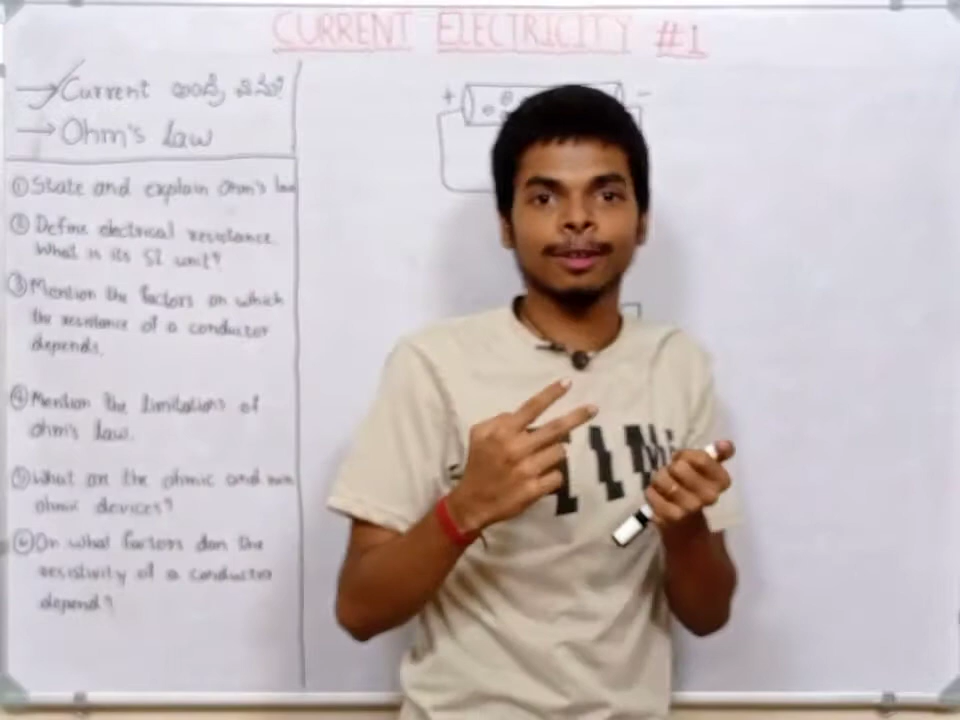 CURRENT ELECTRICITY #1
→ Current ಅಂದ್ರೆ ಏನು?
→ Ohm's law
+ −
① State and explain Ohm's law
② Define electrical resistance.
What is its SI unit?
③ Mention the factors on which
the resistance of a conductor
depends.
④ Mention the limitations of
ohm's law.
⑤ What are the ohmic and non
ohmic devices?
⑥ On what factors does the
resistivity of a conductor
depend?